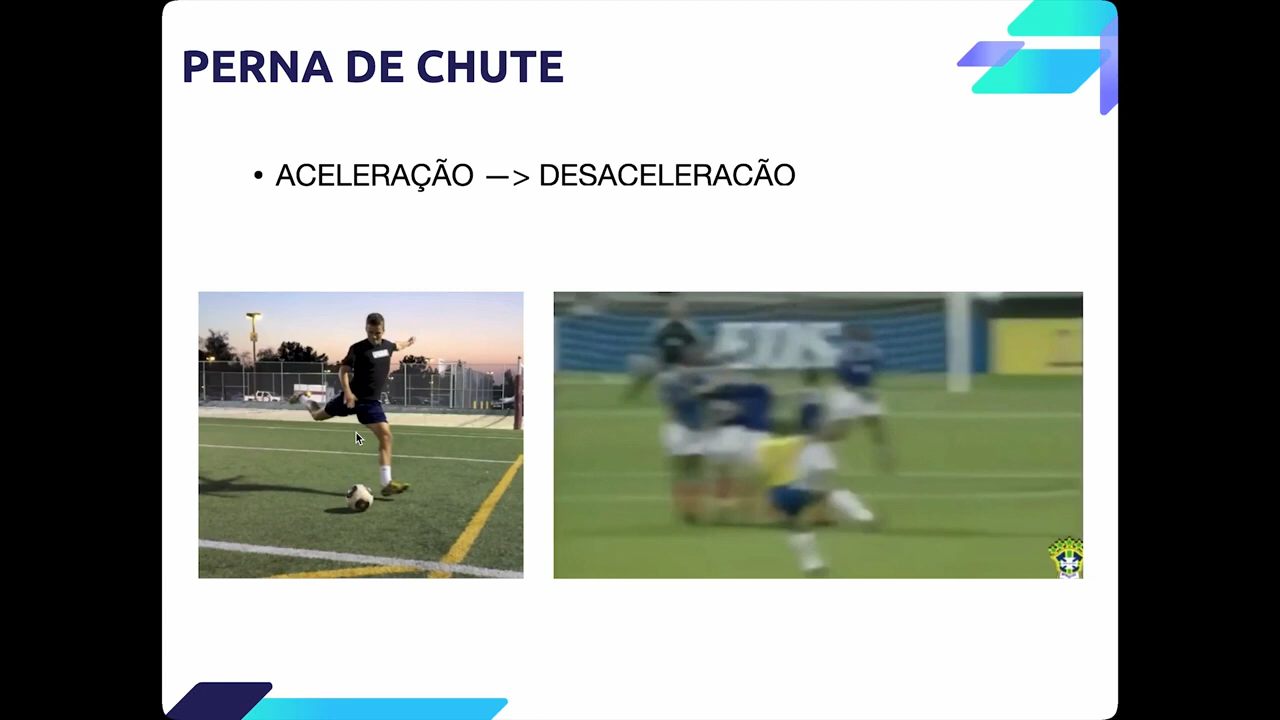 PERNA DE CHUTE
• ACELERAÇÃO —> DESACELERACÃO